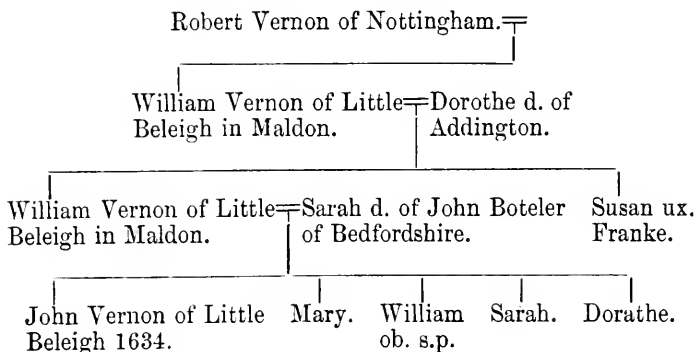 Robert Vernon of Nottingham.
William Vernon of Little
Beleigh in Maldon.
Dorothe d. of
Addington.
William Vernon of Little
Beleigh in Maldon.
Sarah d. of John Boteler
of Bedfordshire.
Susan ux.
Franke.
John Vernon of Little
Beleigh 1634.
Mary.
William
ob. s.p.
Sarah.
Dorathe.